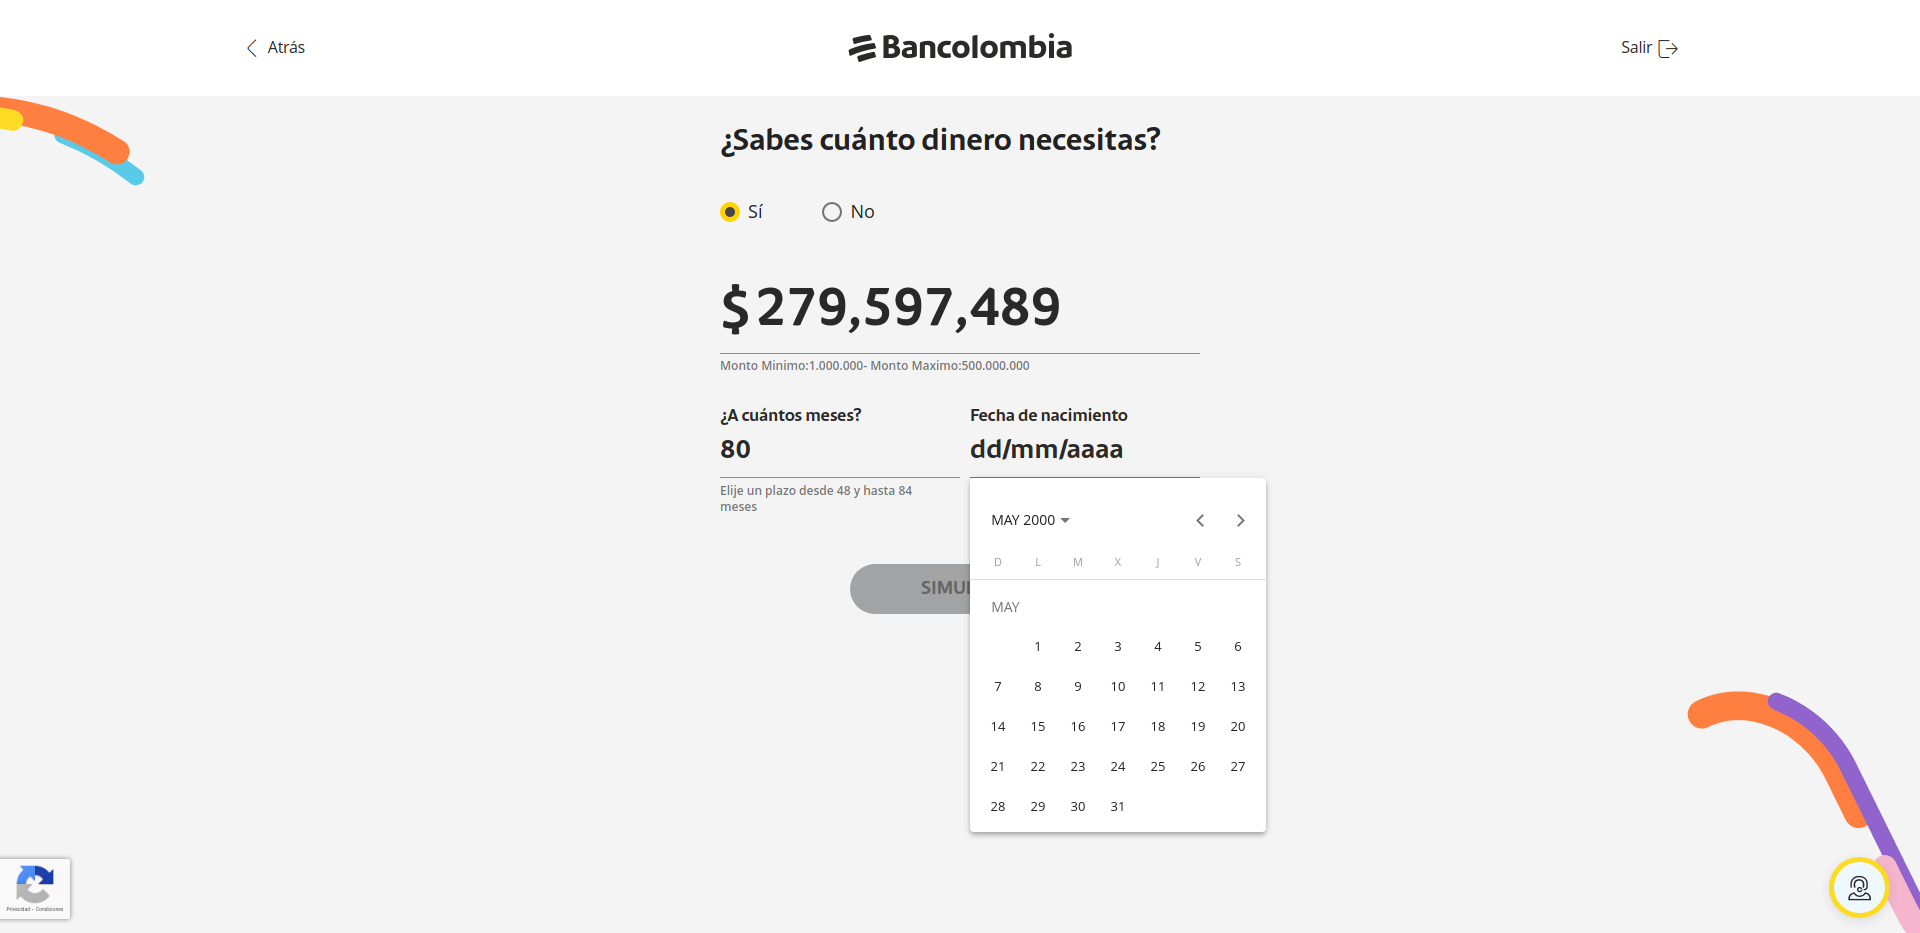 Atrás
Bancolombia
Salir
¿Sabes cuánto dinero necesitas?
Sí
No
$ 279,597,489
Monto Minimo:1.000.000- Monto Maximo:500.000.000
¿A cuántos meses?
80
Elije un plazo desde 48 y hasta 84
meses
Fecha de nacimiento
dd/mm/aaaa
SIMUL
MAY 2000
D L M X J V S
MAY
1 2 3 4 5 6
7 8 9 10 11 12 13
14 15 16 17 18 19 20
21 22 23 24 25 26 27
28 29 30 31
Privacidad - Condiciones